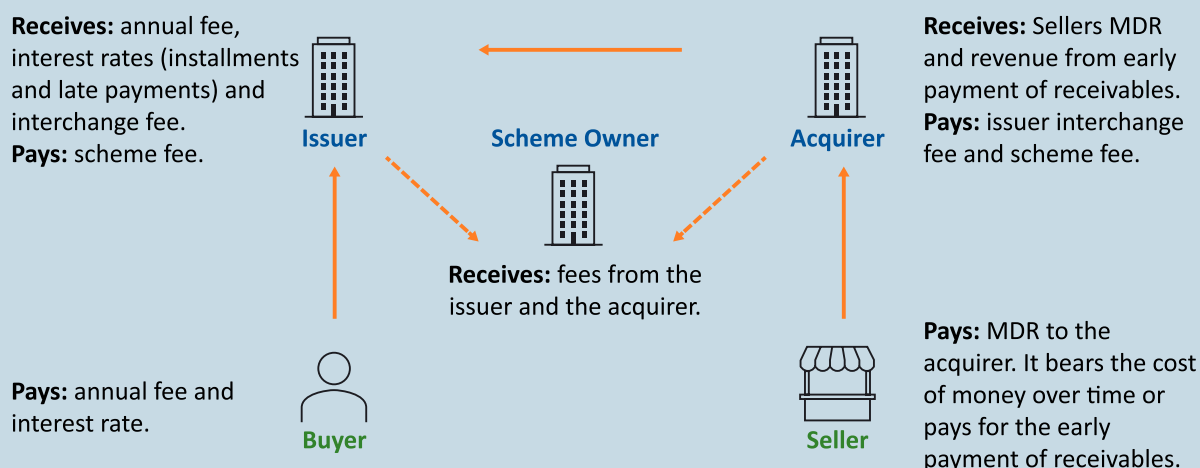 Receives: annual fee,
interest rates (installments
and late payments) and
interchange fee.
Pays: scheme fee.
Issuer
Scheme Owner
Acquirer
Receives: Sellers MDR
and revenue from early
payment of receivables.
Pays: issuer interchange
fee and scheme fee.
Receives: fees from the
issuer and the acquirer.
Pays: annual fee and
interest rate.
Buyer
Seller
Pays: MDR to the
acquirer. It bears the cost
of money over time or
pays for the early
payment of receivables.